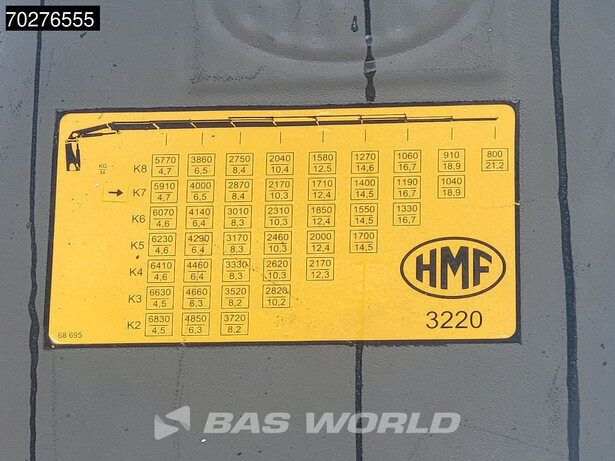 70276555
KG
M
K8 5770 3860 2750 2040 1580 1270 1060 910 800
4,7 6,5 8,4 10,4 12,5 14,6 16,7 18,9 21,2
K7 5910 4000 2870 2170 1710 1400 1190 1040
4,7 6,5 8,4 10,3 12,4 14,5 16,7 18,9
K6 6070 4140 3010 2310 1850 1550 1330
4,6 6,4 8,3 10,3 12,4 14,5 16,7
K5 6230 4290 3170 2460 2000 1700
4,6 6,4 8,3 10,3 12,4 14,5
K4 6410 4460 3330 2620 2170
4,6 6,4 8,3 10,3 12,3
K3 6630 4660 3520 2820
4,5 6,3 8,2 10,2
K2 6830 4850 3720
4,5 6,3 8,2
HMF
3220
68 695
BAS WORLD